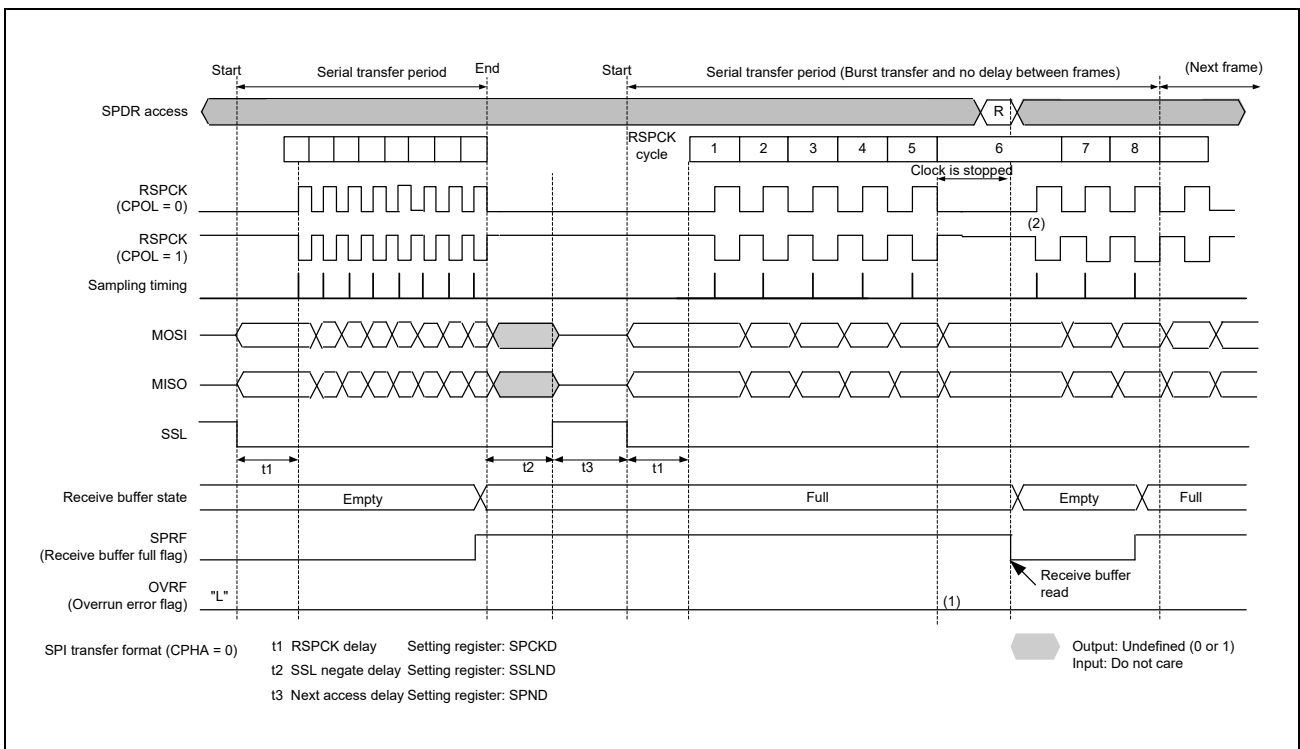 Start
Serial transfer period
End
Start
Serial transfer period (Burst transfer and no delay between frames)
(Next frame)
SPDR access
R
RSPCK
cycle
1
2
3
4
5
6
7
8
Clock is stopped
RSPCK
(CPOL = 0)
(2)
RSPCK
(CPOL = 1)
Sampling timing
MOSI
MISO
SSL
t1
t2
t3
t1
Receive buffer state
Empty
Full
Empty
Full
SPRF
(Receive buffer full flag)
Receive buffer
read
OVRF
(Overrun error flag)
"L"
(1)
SPI transfer format (CPHA = 0)
t1 RSPCK delay Setting register: SPCKD
t2 SSL negate delay Setting register: SSLND
t3 Next access delay Setting register: SPND
Output: Undefined (0 or 1)
Input: Do not care